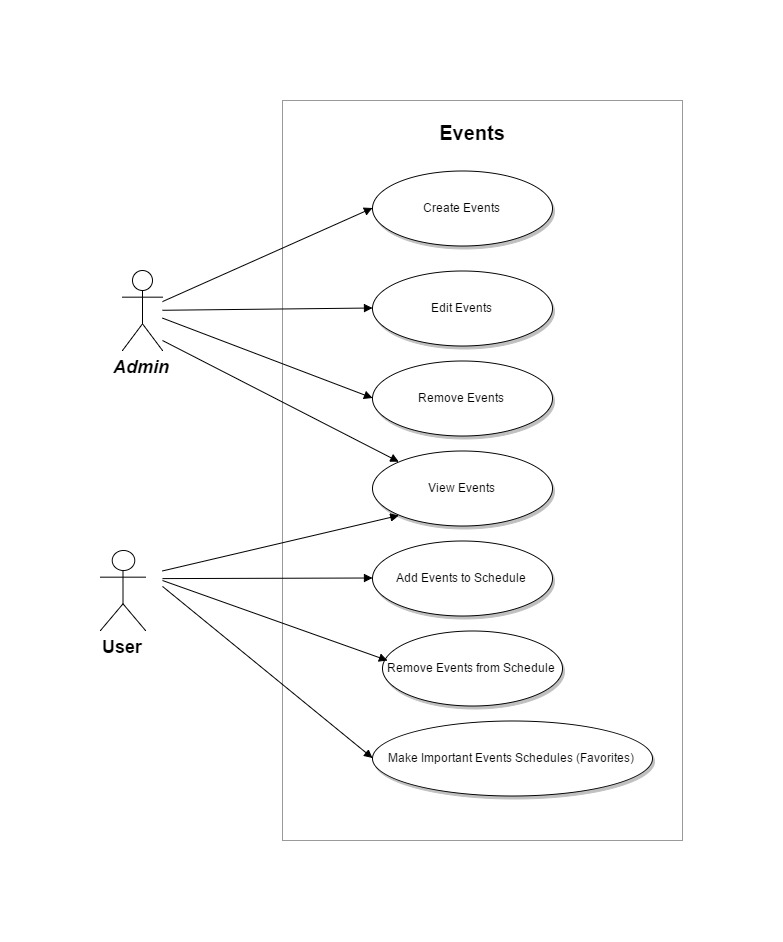 Events
Create Events
Edit Events
Admin
Remove Events
View Events
Add Events to Schedule
User
Remove Events from Schedule
Make Important Events Schedules (Favorites)